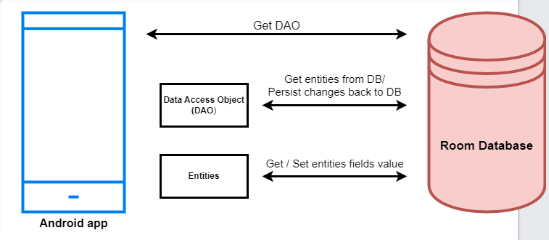 Get DAO
Get entities from DB/
Persist changes back to DB
Data Access Object
(DAO)
Room Database
Get / Set entities fields value
Entities
Android app